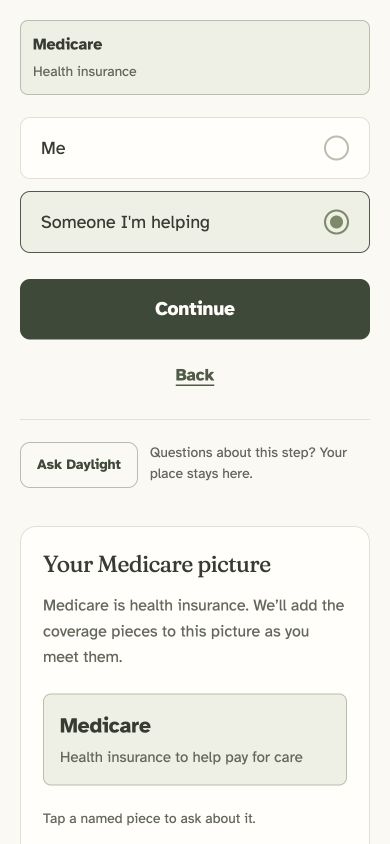 Medicare
Health insurance
Me
Someone I'm helping
Continue
Back
Ask Daylight
Questions about this step? Your
place stays here.
Your Medicare picture
Medicare is health insurance. We’ll add the
coverage pieces to this picture as you
meet them.
Medicare
Health insurance to help pay for care
Tap a named piece to ask about it.